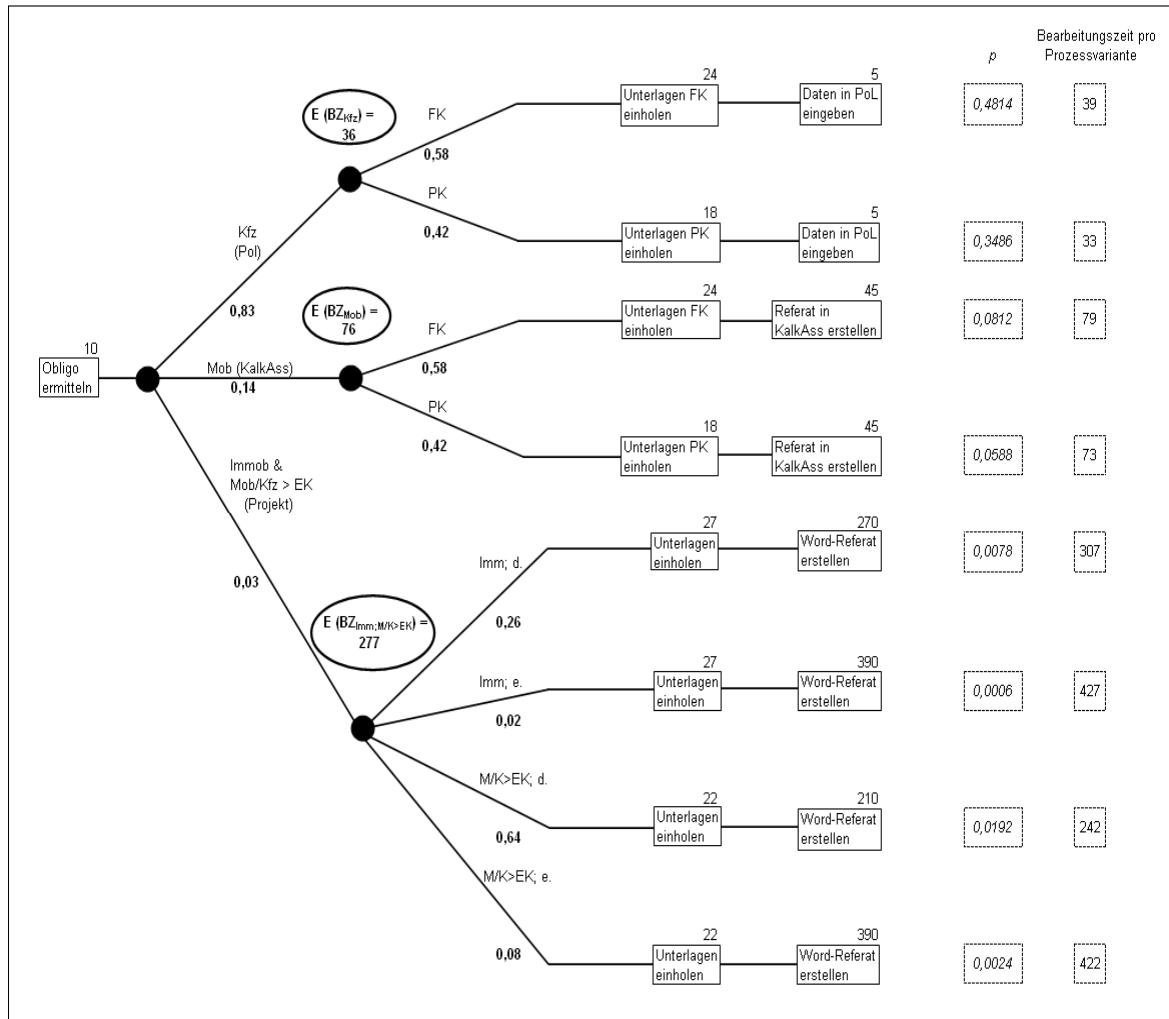 Bearbeitungszeit pro
p Prozessvariante
24 5
E (BZKfz) =
36
FK
Unterlagen FK
einholen
Daten in PoL
eingeben
0,4814
39
0,58
PK
0,42
18 5
Unterlagen PK
einholen
Daten in PoL
eingeben
0,3486
33
Kfz
(Pol)
0,83
24 45
E (BZMob) =
76
FK
Unterlagen FK
einholen
Referat in
KalkAss erstellen
0,0812
79
0,58
10
Obligo
ermitteln
Mob (KalkAss)
0,14
PK
0,42
18 45
Unterlagen PK
einholen
Referat in
KalkAss erstellen
0,0588
73
Immob &
Mob/Kfz > EK
(Projekt)
0,03
27 270
Imm; d.
Unterlagen
einholen
Word-Referat
erstellen
0,0078
307
0,26
E (BZImm;M/K>EK) =
277
27 390
Imm; e.
Unterlagen
einholen
Word-Referat
erstellen
0,0006
427
0,02
M/K>EK; d.
22 210
Unterlagen
einholen
Word-Referat
erstellen
0,0192
242
0,64
M/K>EK; e.
22 390
0,08
Unterlagen
einholen
Word-Referat
erstellen
0,0024
422